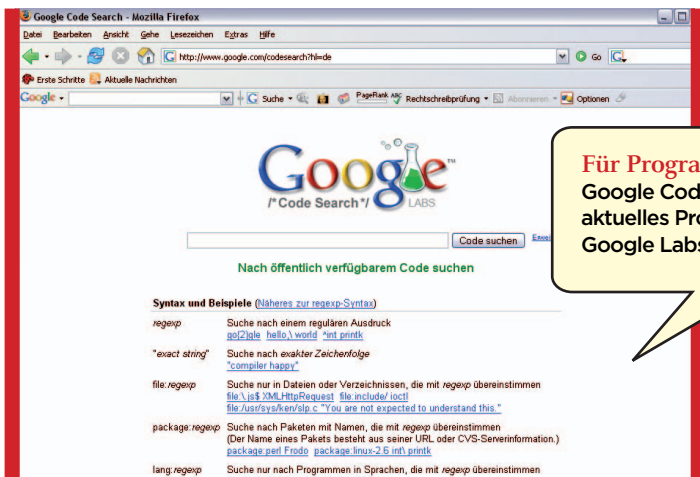 Google Code Search - Mozilla Firefox
Datei Bearbeiten Ansicht Gehe Lesezeichen Extras Hilfe
http://www.google.com/codesearch?hl=de Go
Erste Schritte Aktuelle Nachrichten
Google Suche PageRank ABC Rechtschreibprüfung Abonnieren Optionen
Google™
/*Code Search*/ LABS
Für Progra
Google Cod
aktuelles Pro
Google Labs
Code suchen
Nach öffentlich verfügbarem Code suchen
Syntax und Beispiele (Näheres zur regexp-Syntax)
regexp Suche nach einem regulären Ausdruck
go{2}gle hello,\ world ^int printk
"exact string" Suche nach exakter Zeichenfolge
"compiler happy"
file:regexp Suche nur in Dateien oder Verzeichnissen, die mit regexp übereinstimmen
file:\.js$ XMLHttpRequest file:include/ ioctl
file:/usr/sys/ken/slp.c "You are not expected to understand this."
package:regexp Suche nach Paketen mit Namen, die mit regexp übereinstimmen
(Der Name eines Pakets besteht aus seiner URL oder CVS-Serverinformation.)
package:perl Frodo package:linux-2.6 int\ printk
lang:regexp Suche nur nach Programmen in Sprachen, die mit regexp übereinstimmen